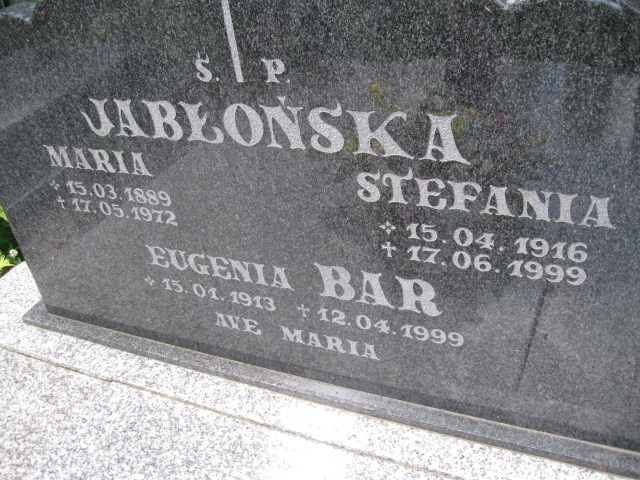 Ś. P.
JABŁOŃSKA
MARIA
⁘ 15.03.1889
† 17.05.1972
STEFANIA
⁘ 15.04.1916
† 17.06.1999
EUGENIA BAR
⁘ 15.01.1913 † 12.04.1999
AVE MARIA